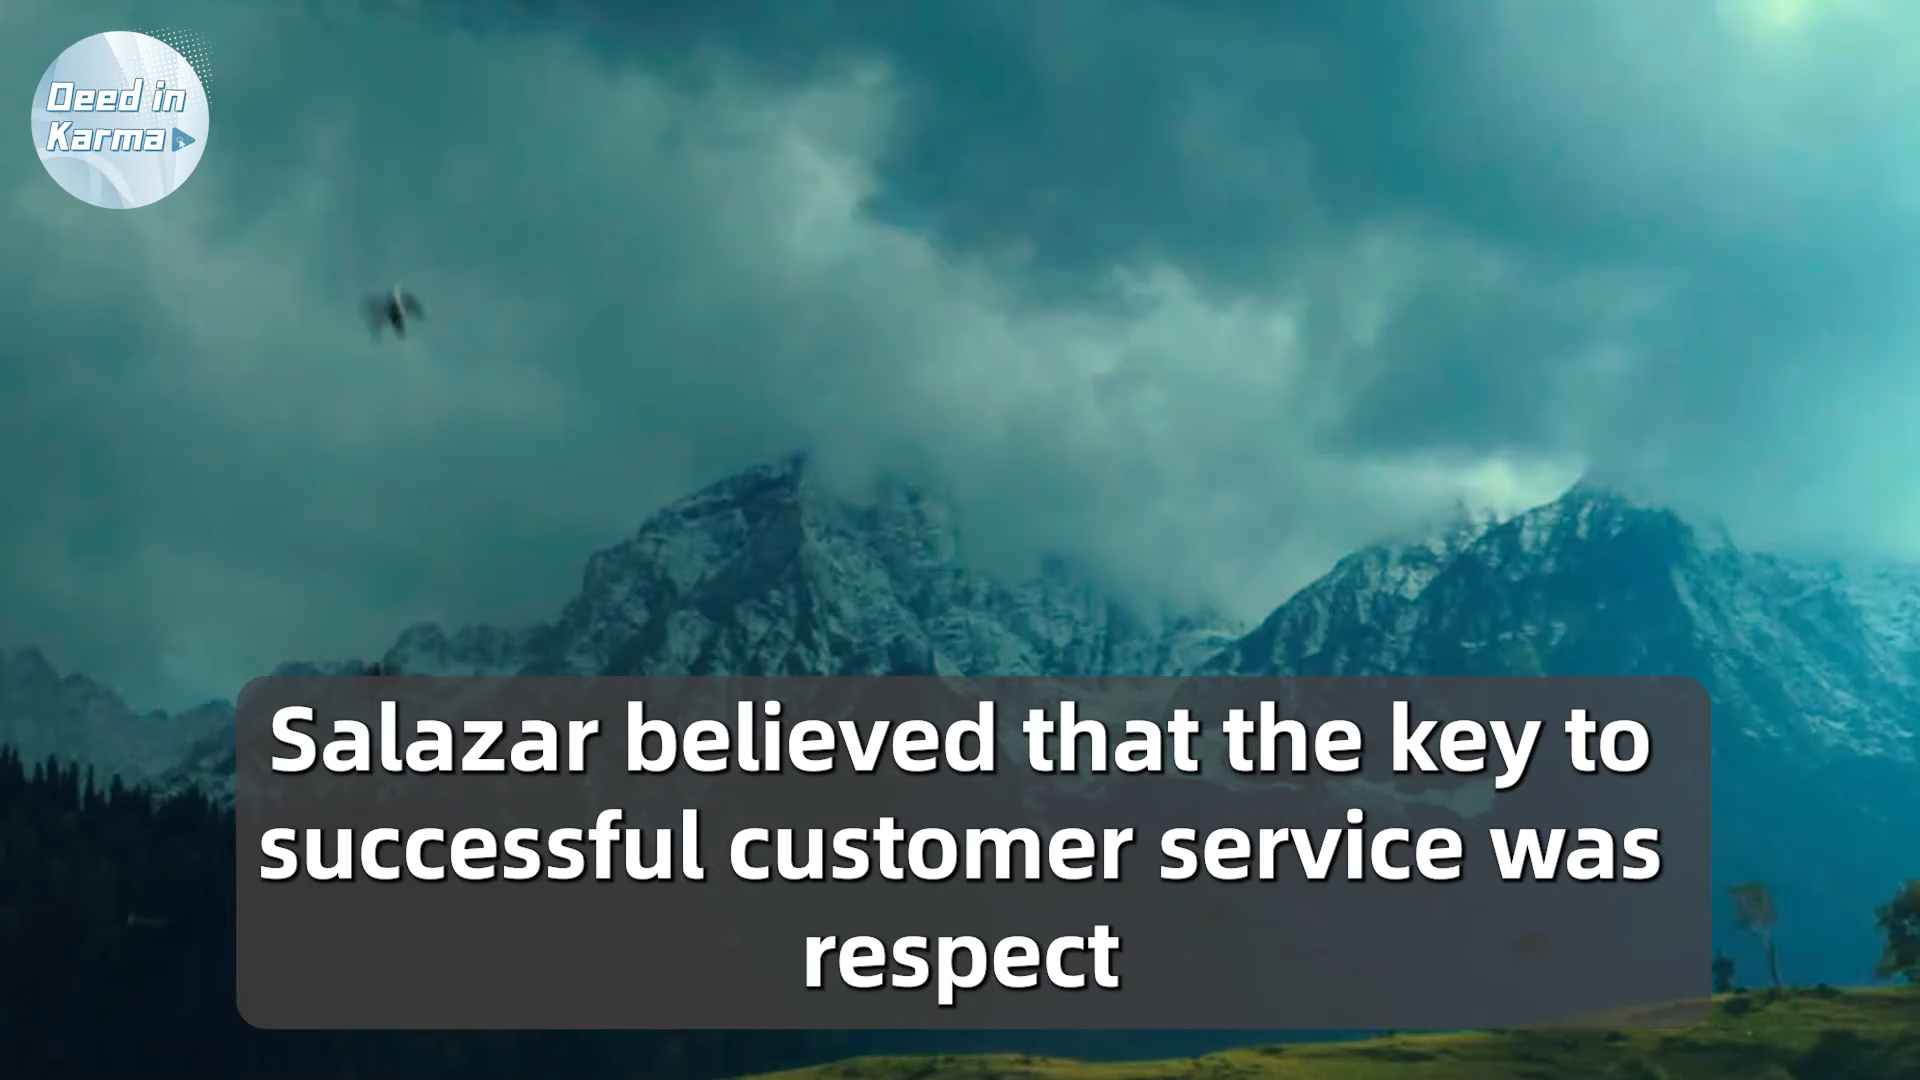 Deed in
Karma
Salazar believed that the key to
successful customer service was
respect